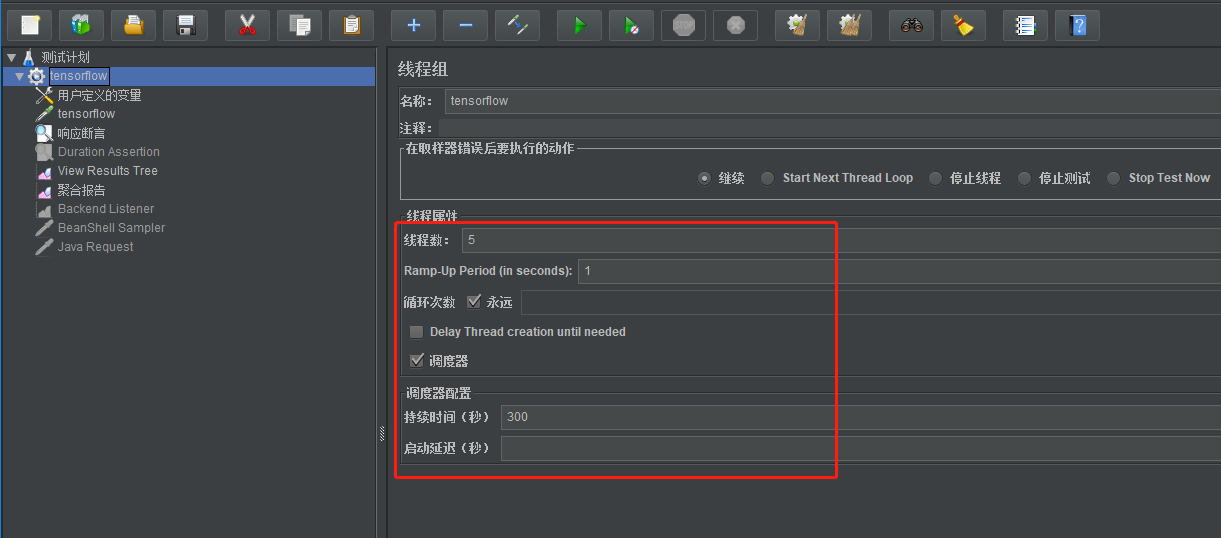 STOP
测试计划
tensorflow
用户定义的变量
tensorflow
响应断言
Duration Assertion
View Results Tree
聚合报告
Backend Listener
BeanShell Sampler
Java Request
线程组
名称： tensorflow
注释：
在取样器错误后要执行的动作
继续 Start Next Thread Loop 停止线程 停止测试 Stop Test Now
线程属性
线程数： 5
Ramp-Up Period (in seconds): 1
循环次数 永远
Delay Thread creation until needed
调度器
调度器配置
持续时间（秒） 300
启动延迟（秒）